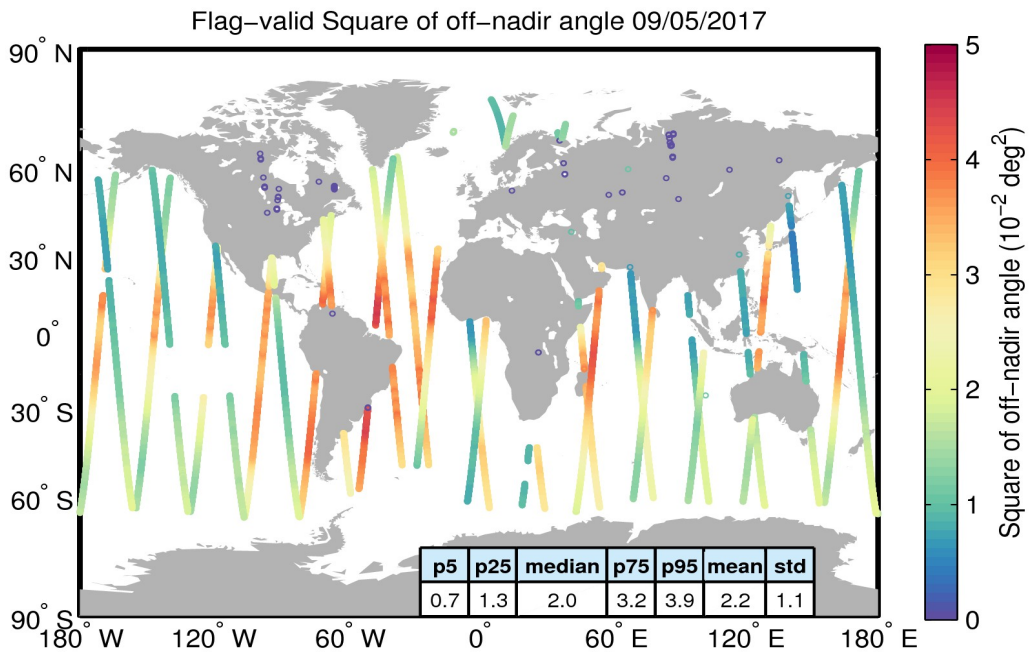 Flag-valid Square of off-nadir angle 09/05/2017
90° N
60° N
30° N
0°
30° S
60° S
90° S
180° W
120° W
60° W
0°
60° E
120° E
180° E
p5 p25 median p75 p95 mean std
0.7 1.3 2.0 3.2 3.9 2.2 1.1
5
4
3
2
1
0
Square of off-nadir angle (10⁻² deg²)